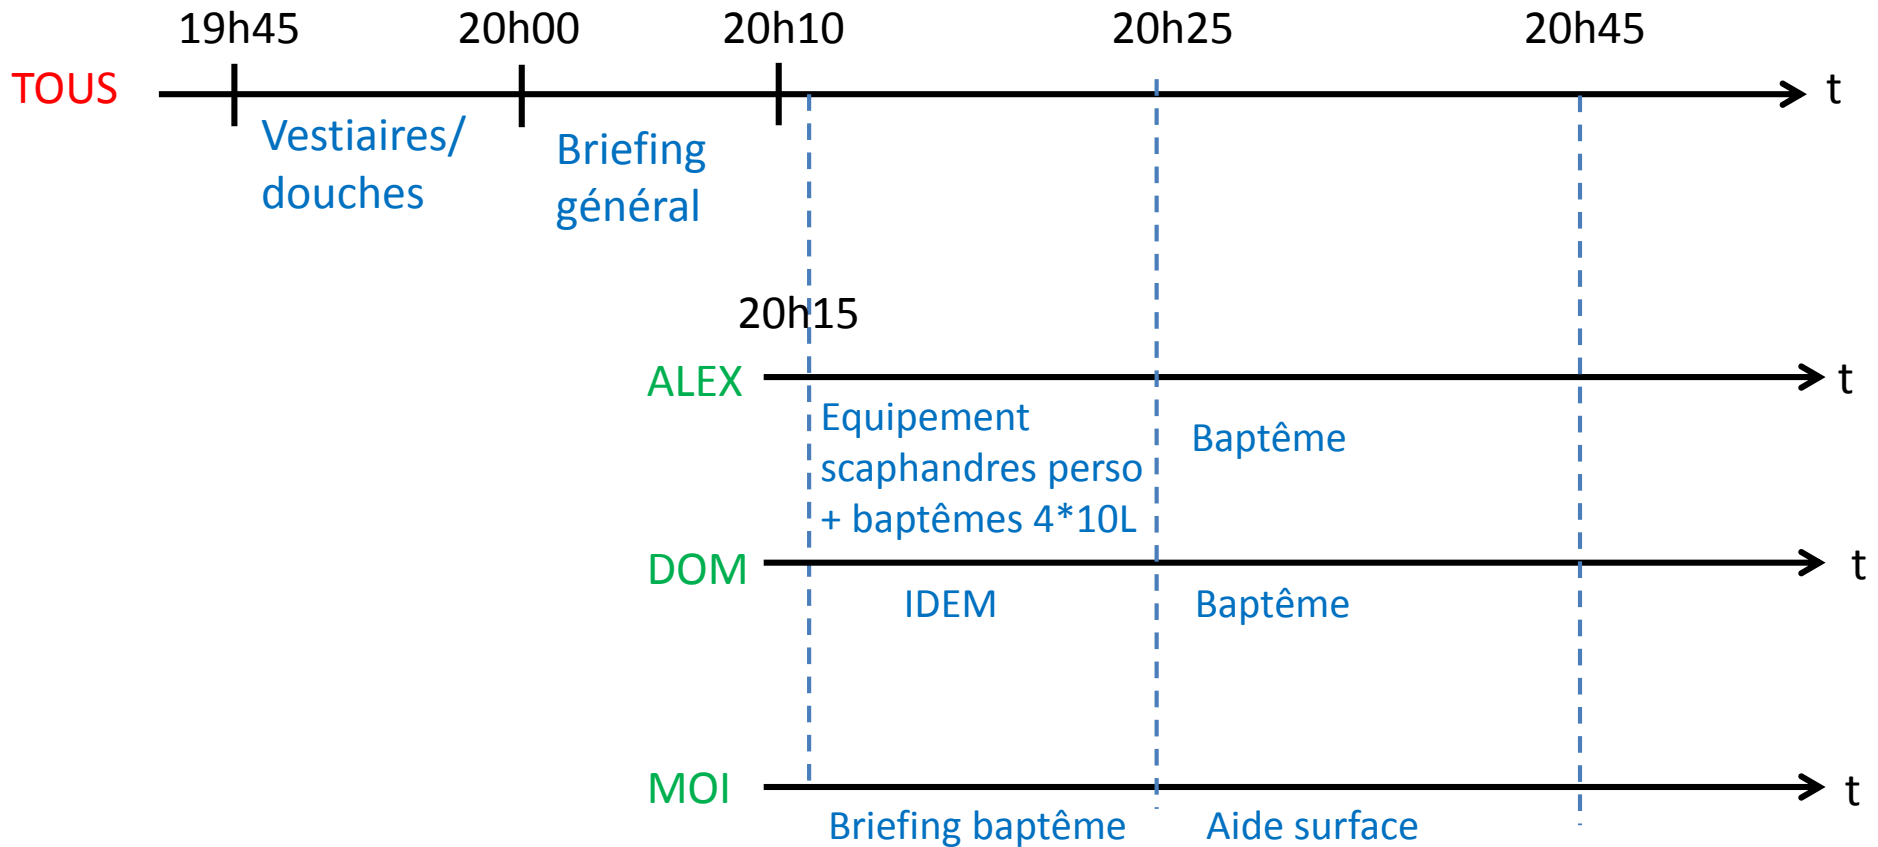 19h45 20h00 20h10 20h25 20h45
TOUS t
Vestiaires/
douches
Briefing
général
20h15
ALEX t
Equipement
scaphandres perso
+ baptêmes 4*10L
Baptême
DOM t
IDEM Baptême
MOI t
Briefing baptême Aide surface